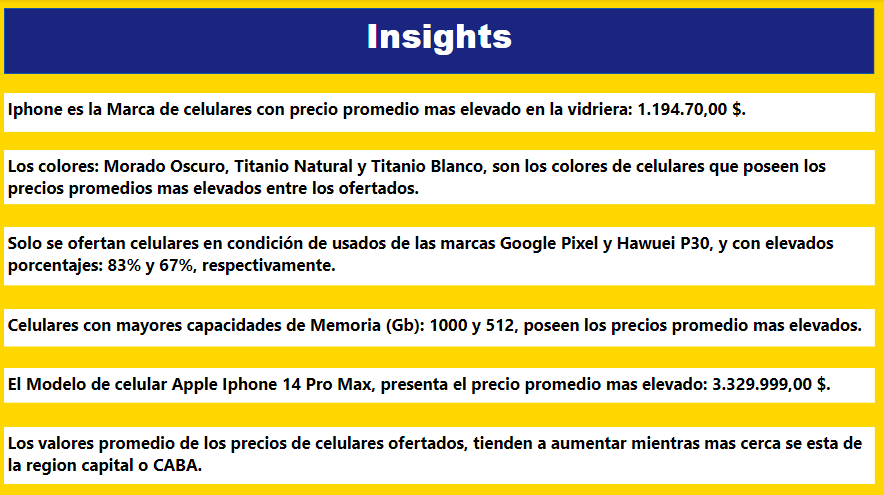 Insights
Iphone es la Marca de celulares con precio promedio mas elevado en la vidriera: 1.194.70,00 $.
Los colores: Morado Oscuro, Titanio Natural y Titanio Blanco, son los colores de celulares que poseen los
precios promedios mas elevados entre los ofertados.
Solo se ofertan celulares en condición de usados de las marcas Google Pixel y Hawuei P30, y con elevados
porcentajes: 83% y 67%, respectivamente.
Celulares con mayores capacidades de Memoria (Gb): 1000 y 512, poseen los precios promedio mas elevados.
El Modelo de celular Apple Iphone 14 Pro Max, presenta el precio promedio mas elevado: 3.329.999,00 $.
Los valores promedio de los precios de celulares ofertados, tienden a aumentar mientras mas cerca se esta de
la region capital o CABA.